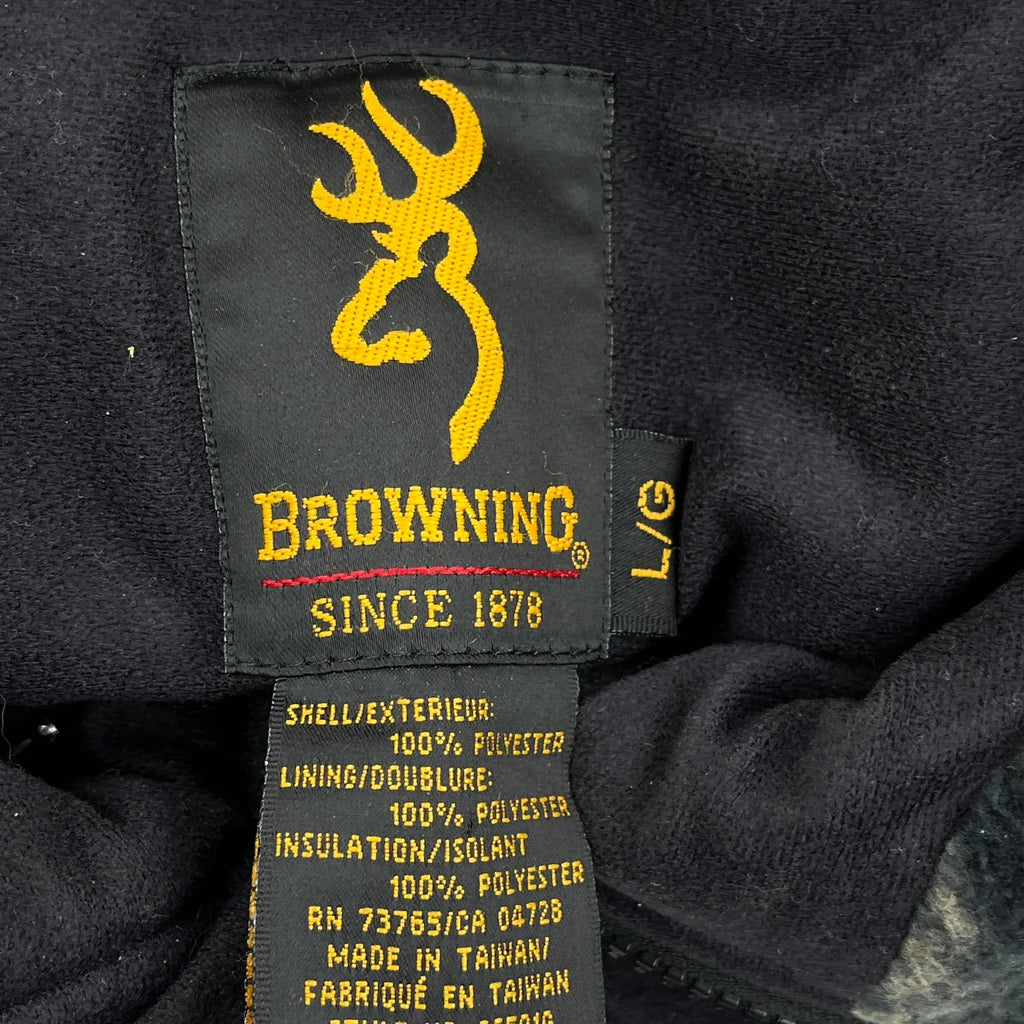 BROWNING®
SINCE 1878
L/G
SHELL/EXTERIEUR:
100% POLYESTER
LINING/DOUBLURE:
100% POLYESTER
INSULATION/ISOLANT
100% POLYESTER
RN 73765/CA 04728
MADE IN TAIWAN/
FABRIQUÉ EN TAIWAN